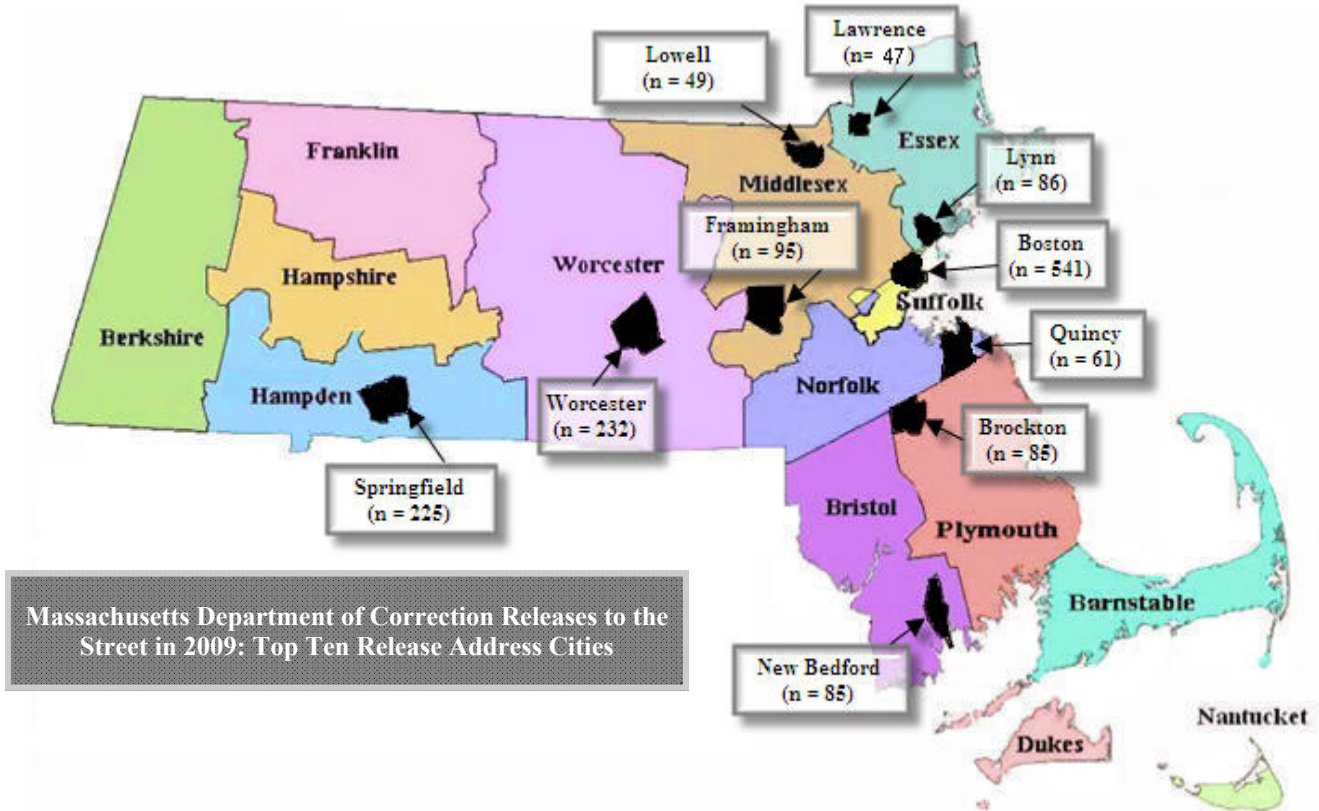 Lawrence
(n= 47)
Lowell
(n = 49)
Franklin
Essex
Lynn
(n = 86)
Middlesex
Framingham
(n = 95)
Boston
(n = 541)
Worcester
Hampshire
Suffolk
Berkshire
Quincy
(n = 61)
Norfolk
Hampden
Worcester
(n = 232)
Brockton
(n = 85)
Springfield
(n = 225)
Bristol
Plymouth
Massachusetts Department of Correction Releases to the
Street in 2009: Top Ten Release Address Cities
Barnstable
New Bedford
(n = 85)
Nantucket
Dukes